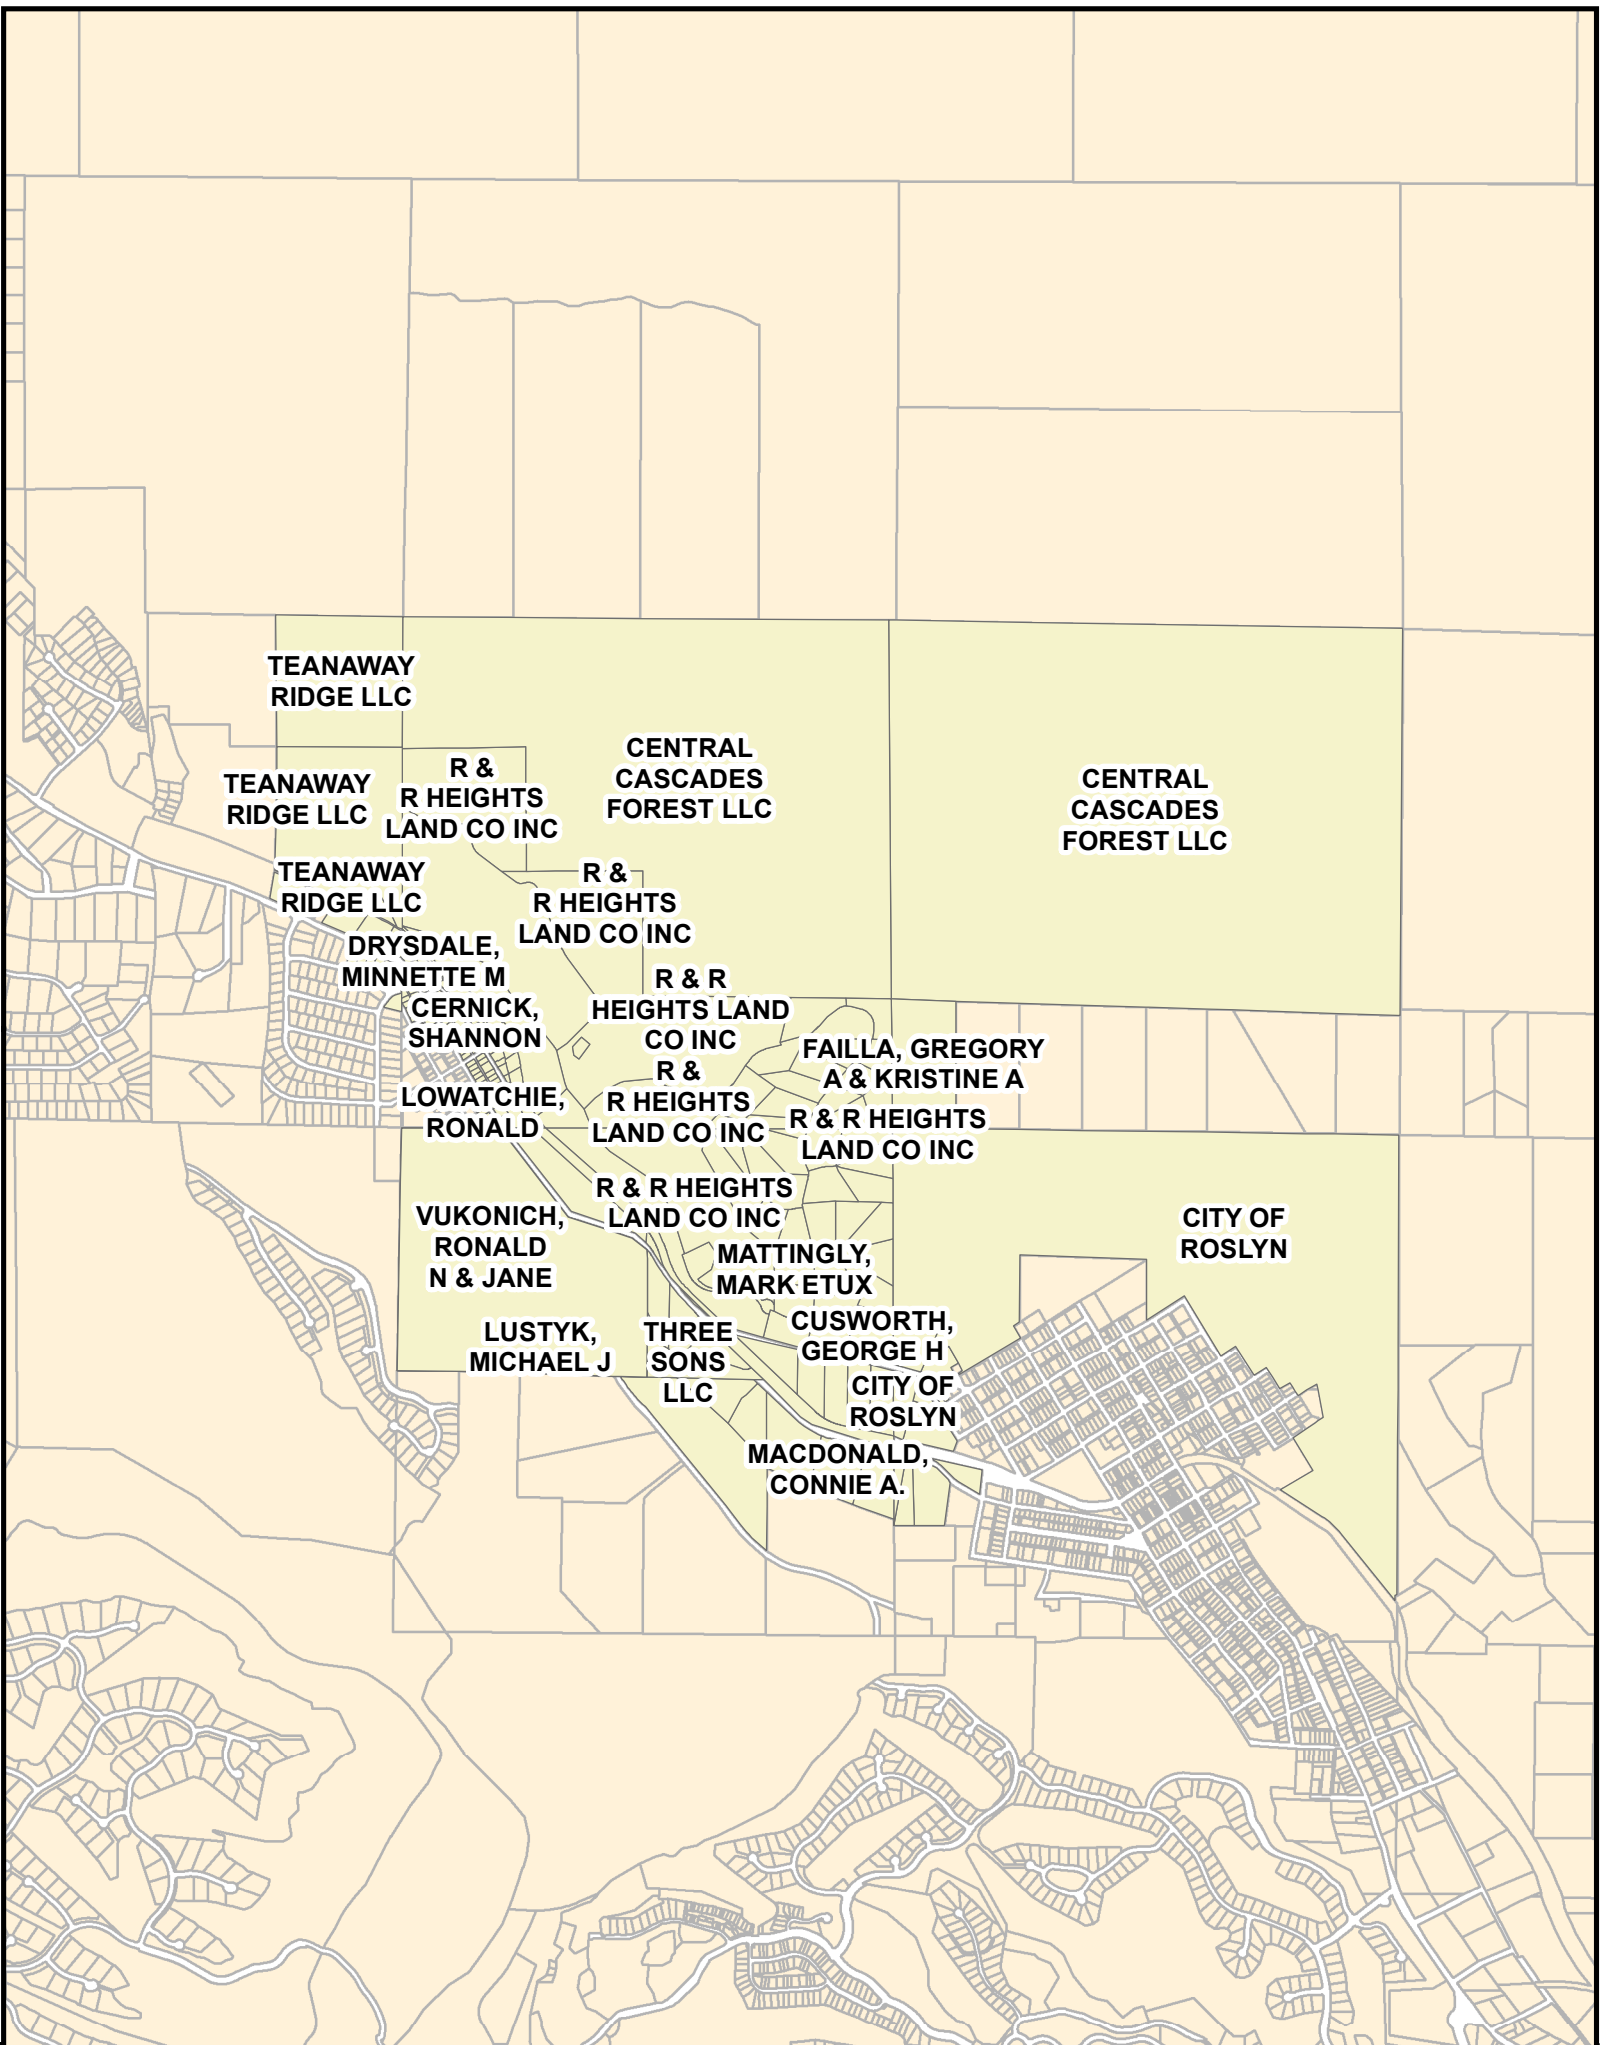 TEANAWAY
RIDGE LLC
CENTRAL
CASCADES
FOREST LLC
CENTRAL
CASCADES
FOREST LLC
TEANAWAY
RIDGE LLC
R &
R HEIGHTS
LAND CO INC
TEANAWAY
RIDGE LLC
R &
R HEIGHTS
LAND CO INC
DRYSDALE,
MINNETTE M
CERNICK,
SHANNON
R & R
HEIGHTS LAND
CO INC
FAILLA, GREGORY
A & KRISTINE A
R &
R HEIGHTS
LAND CO INC
LOWATCHIE,
RONALD
R & R HEIGHTS
LAND CO INC
R & R HEIGHTS
LAND CO INC
VUKONICH,
RONALD
N & JANE
CITY OF
ROSLYN
MATTINGLY,
MARK ETUX
LUSTYK,
MICHAEL J
THREE
SONS
LLC
CUSWORTH,
GEORGE H
CITY OF
ROSLYN
MACDONALD,
CONNIE A.